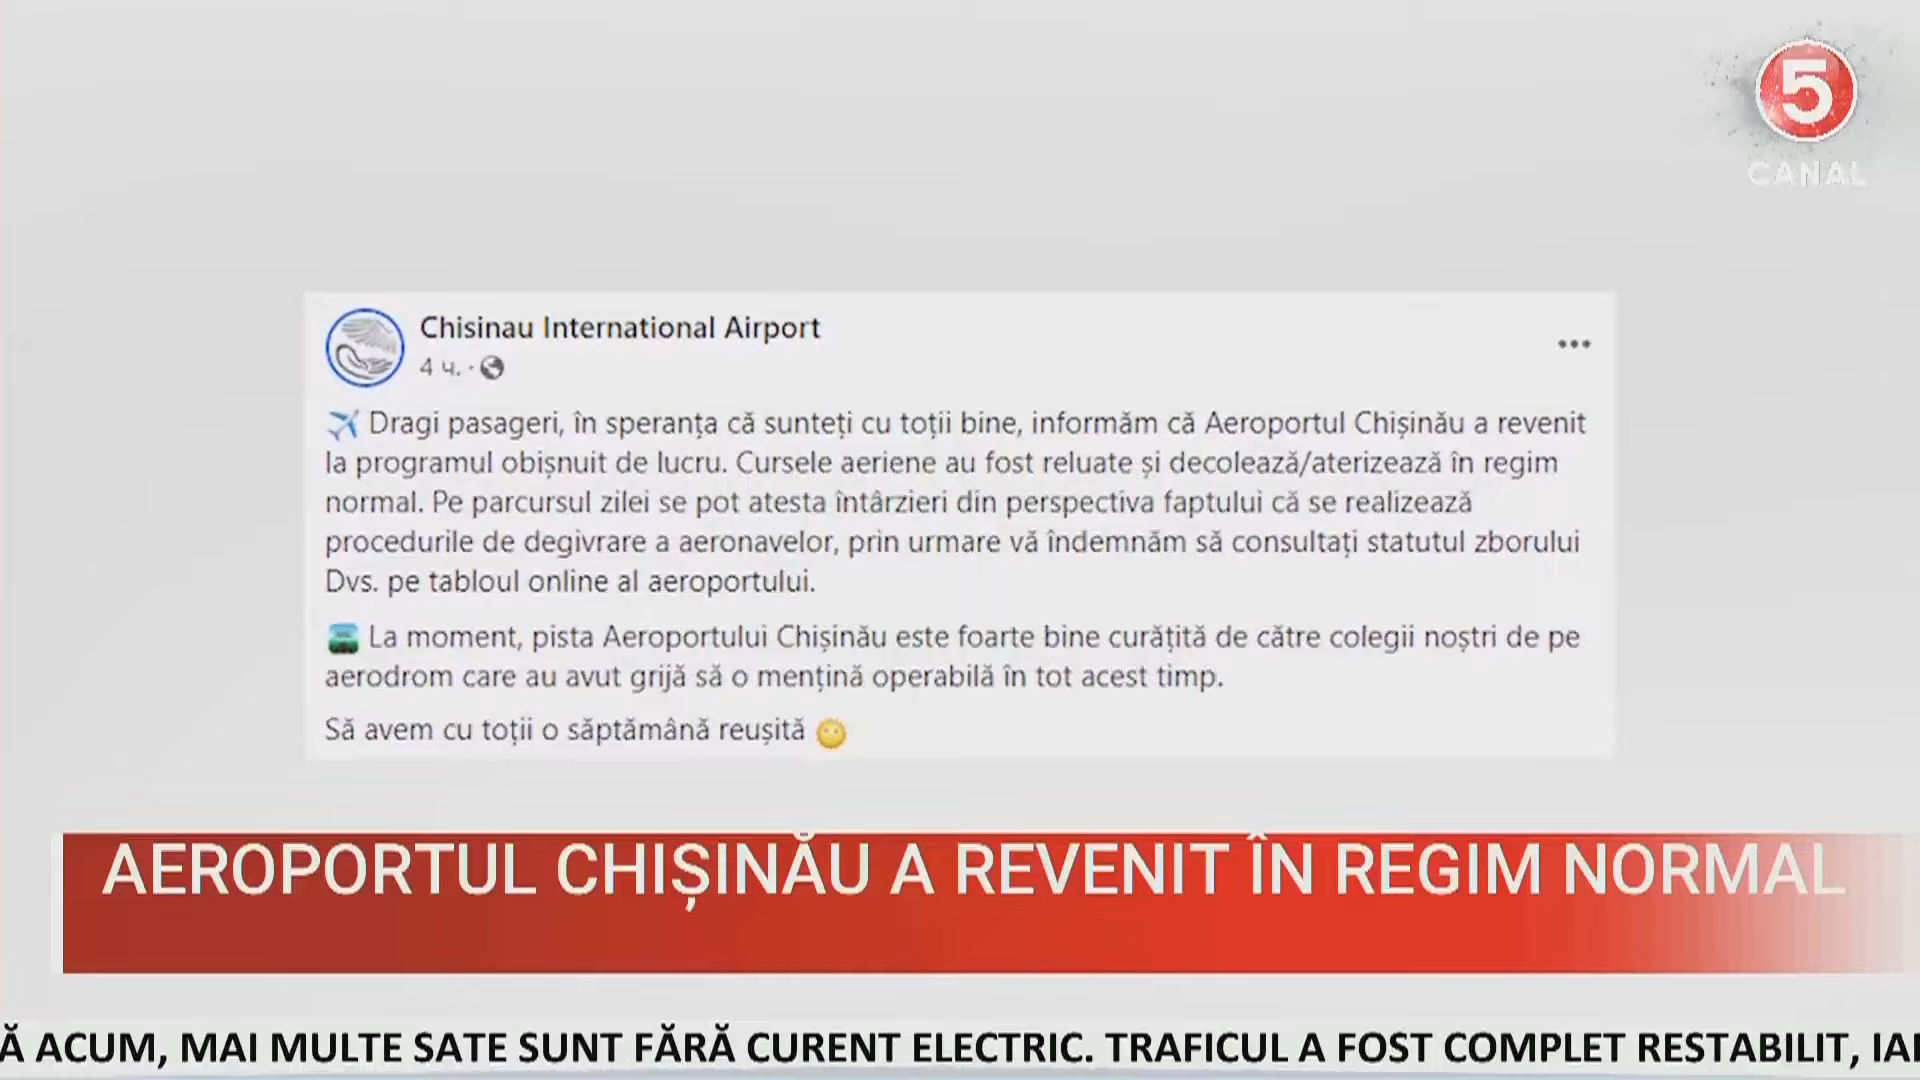 5
CANAL
Chisinau International Airport
4 ч. ·
Dragi pasageri, în speranța că sunteți cu toții bine, informăm că Aeroportul Chișinău a revenit
la programul obișnuit de lucru. Cursele aeriene au fost reluate și decolează/aterizează în regim
normal. Pe parcursul zilei se pot atesta întârzieri din perspectiva faptului că se realizează
procedurile de degivrare a aeronavelor, prin urmare vă îndemnăm să consultați statutul zborului
Dvs. pe tabloul online al aeroportului.
La moment, pista Aeroportului Chișinău este foarte bine curățită de către colegii noștri de pe
aerodrom care au avut grijă să o mențină operabilă în tot acest timp.
Să avem cu toții o săptămână reușită
AEROPORTUL CHIȘINĂU A REVENIT ÎN REGIM NORMAL
Ă ACUM, MAI MULTE SATE SUNT FĂRĂ CURENT ELECTRIC. TRAFICUL A FOST COMPLET RESTABILIT, IA